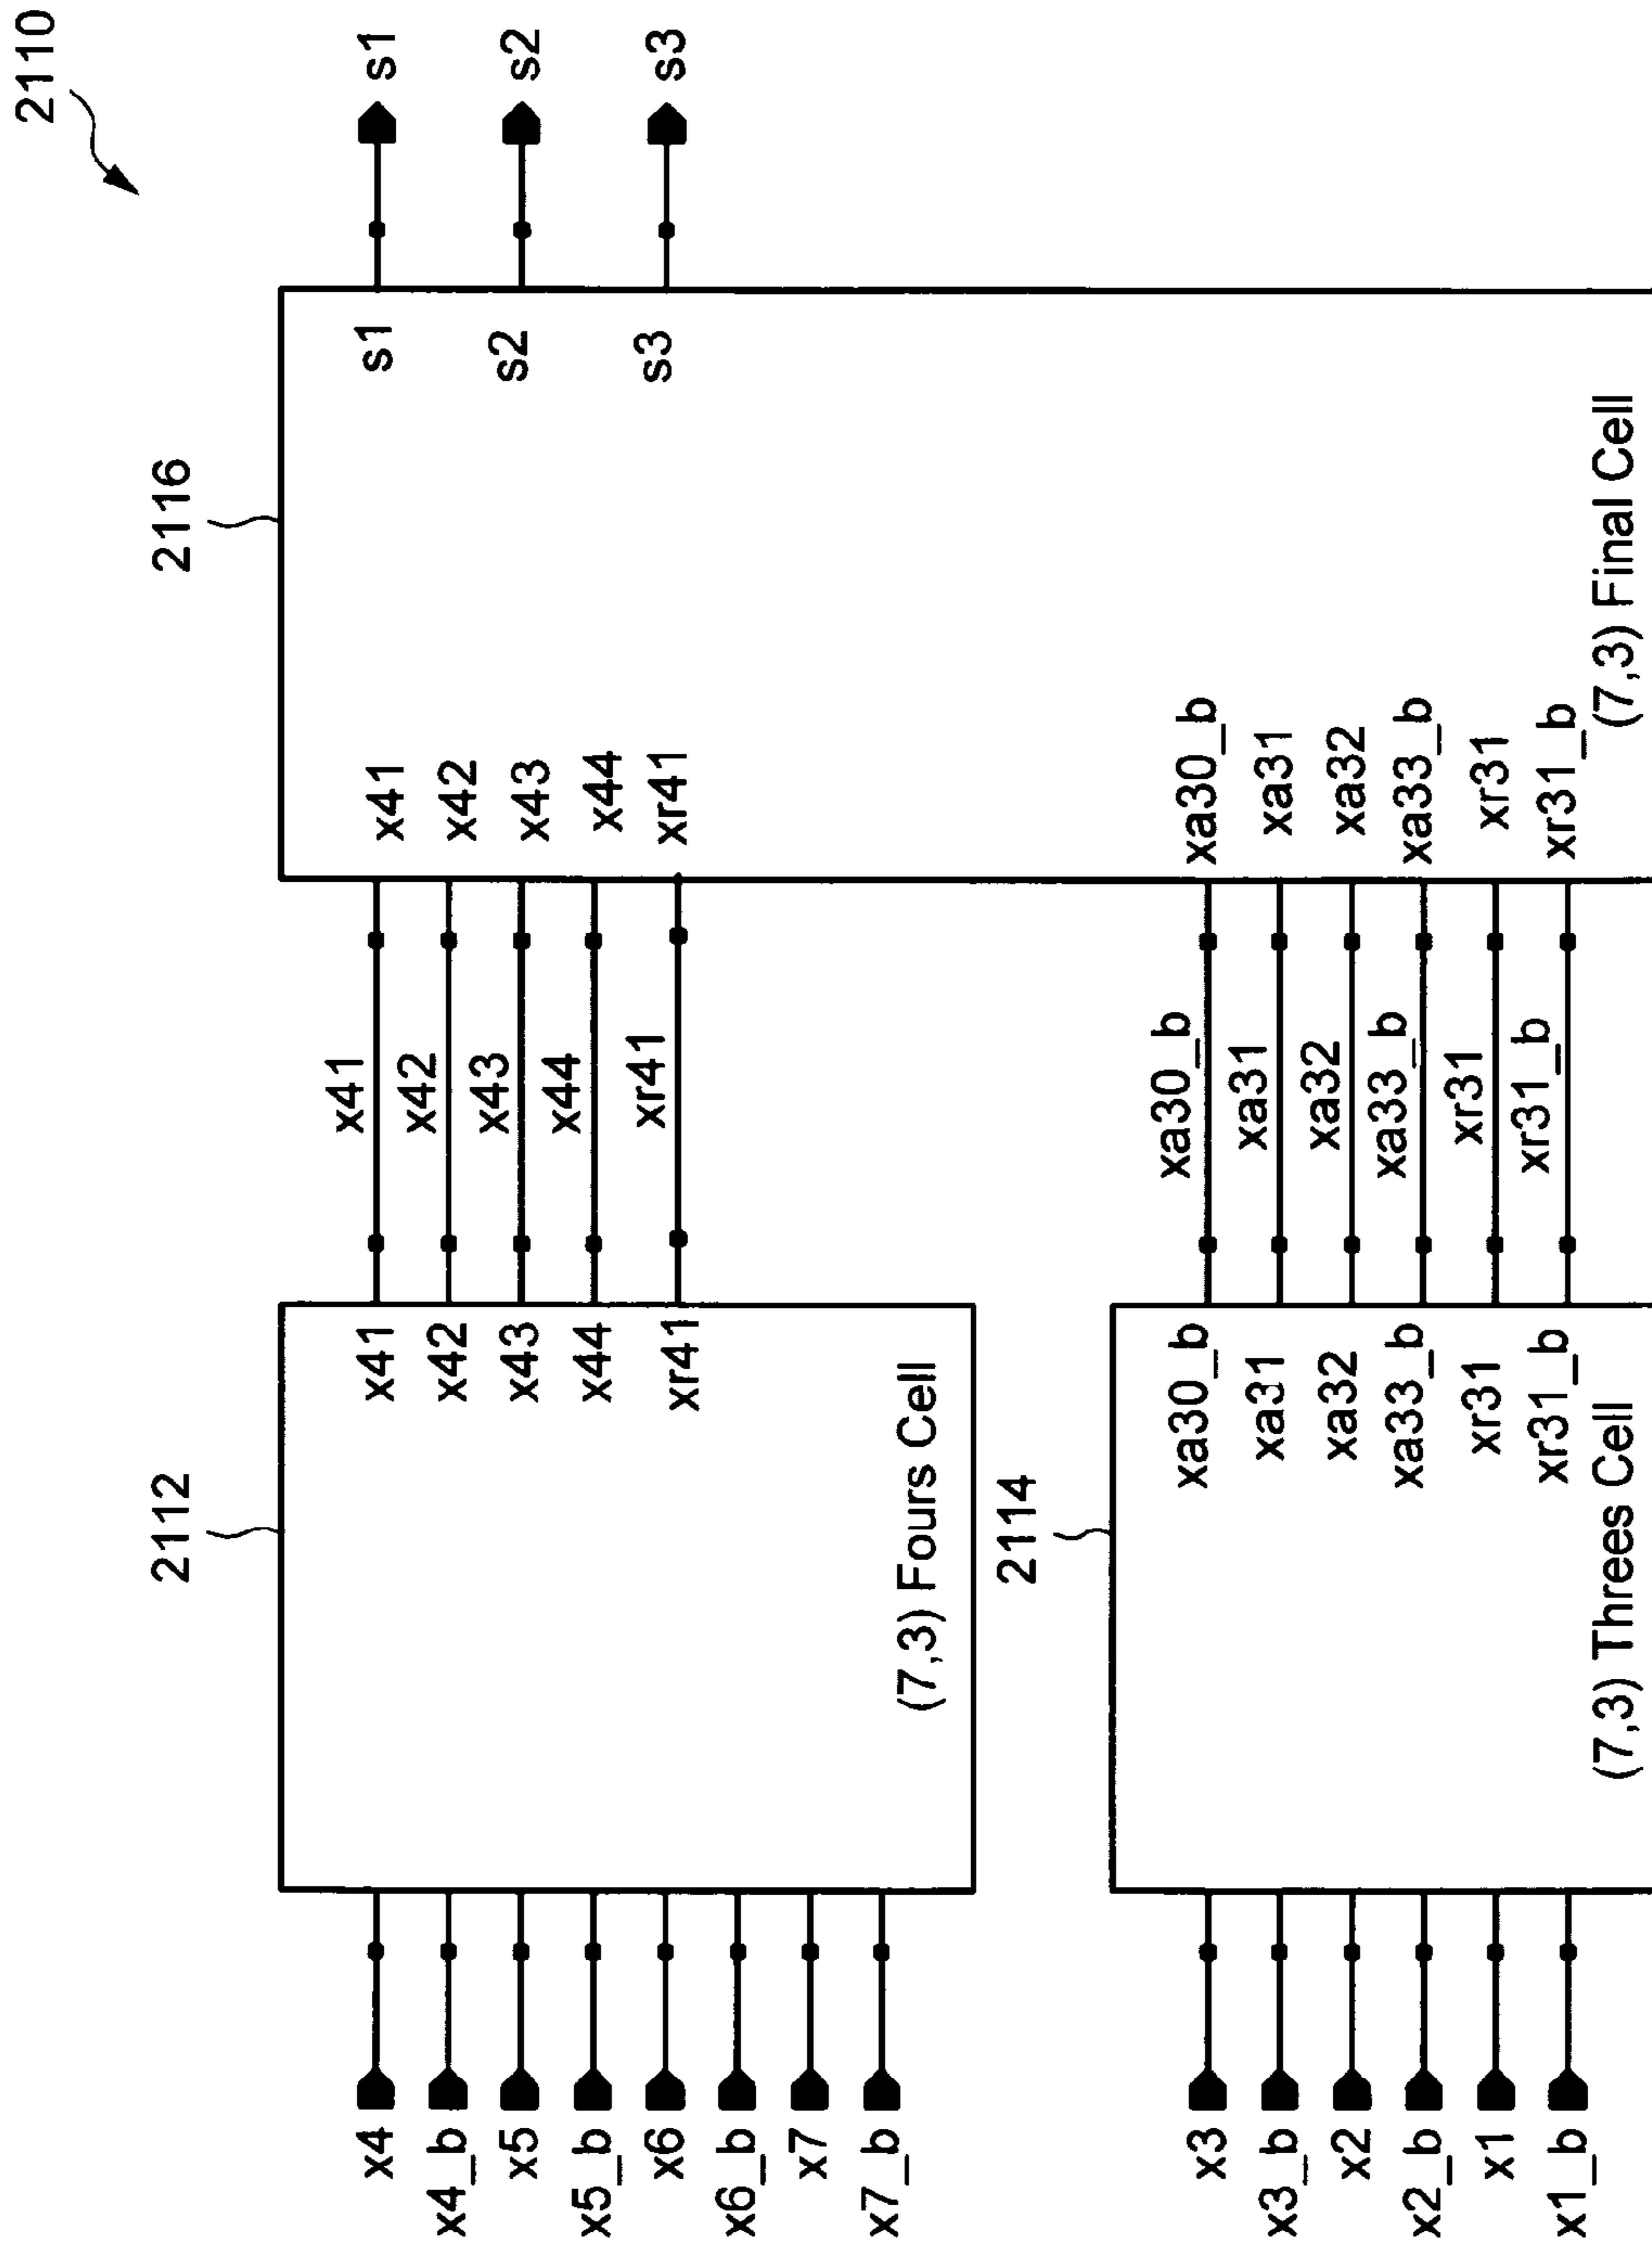 2110
2112
x4
x4_b
x5
x5_b
x6
x6_b
x7
x7_b
x41
x42
x43
x44
xr41
(7,3) Fours Cell
x41
x42
x43
x44
xr41
2114
x3
x3_b
x2
x2_b
x1
x1_b
xa30_b
xa31
xa32
xa33_b
xr31
xr31_b
(7,3) Threes Cell
xa30_b
xa31
xa32
xa33_b
xr31
xr31_b
2116
x41
x42
x43
x44
xr41
xa30_b
xa31
xa32
xa33_b
xr31
xr31_b
s1
s2
s3
(7,3) Final Cell
s1
s2
s3